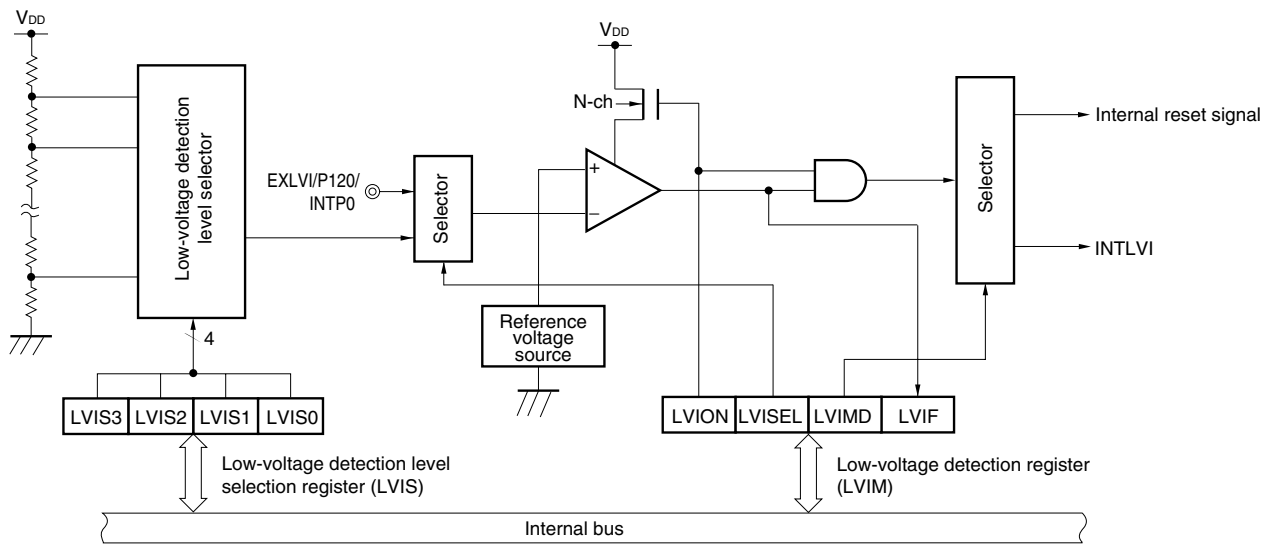 VDD
VDD
N-ch
Low-voltage detection
level selector
EXLVI/P120/
INTP0
Selector
+
−
Selector
Internal reset signal
INTLVI
Reference
voltage
source
4
LVIS3 LVIS2 LVIS1 LVIS0
LVION LVISEL LVIMD LVIF
Low-voltage detection level
selection register (LVIS)
Low-voltage detection register
(LVIM)
Internal bus